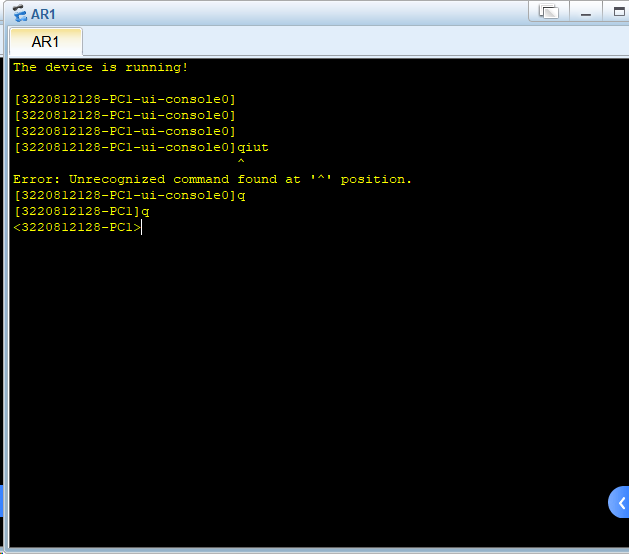 AR1
AR1
The device is running!
[3220812128-PC1-ui-console0]
[3220812128-PC1-ui-console0]
[3220812128-PC1-ui-console0]
[3220812128-PC1-ui-console0]qiut
^
Error: Unrecognized command found at '^' position.
[3220812128-PC1-ui-console0]q
[3220812128-PC1]q
<3220812128-PC1>